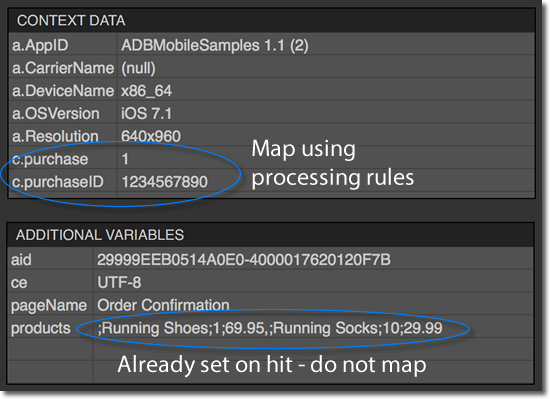 CONTEXT DATA
a.AppID ADBMobileSamples 1.1 (2)
a.CarrierName (null)
a.DeviceName x86_64
a.OSVersion iOS 7.1
a.Resolution 640x960
c.purchase 1
c.purchaseID 1234567890
Map using
processing rules
ADDITIONAL VARIABLES
aid 29999EEB0514A0E0-4000017620120F7B
ce UTF-8
pageName Order Confirmation
products ;Running Shoes;1;69.95,;Running Socks;10;29.99
Already set on hit - do not map